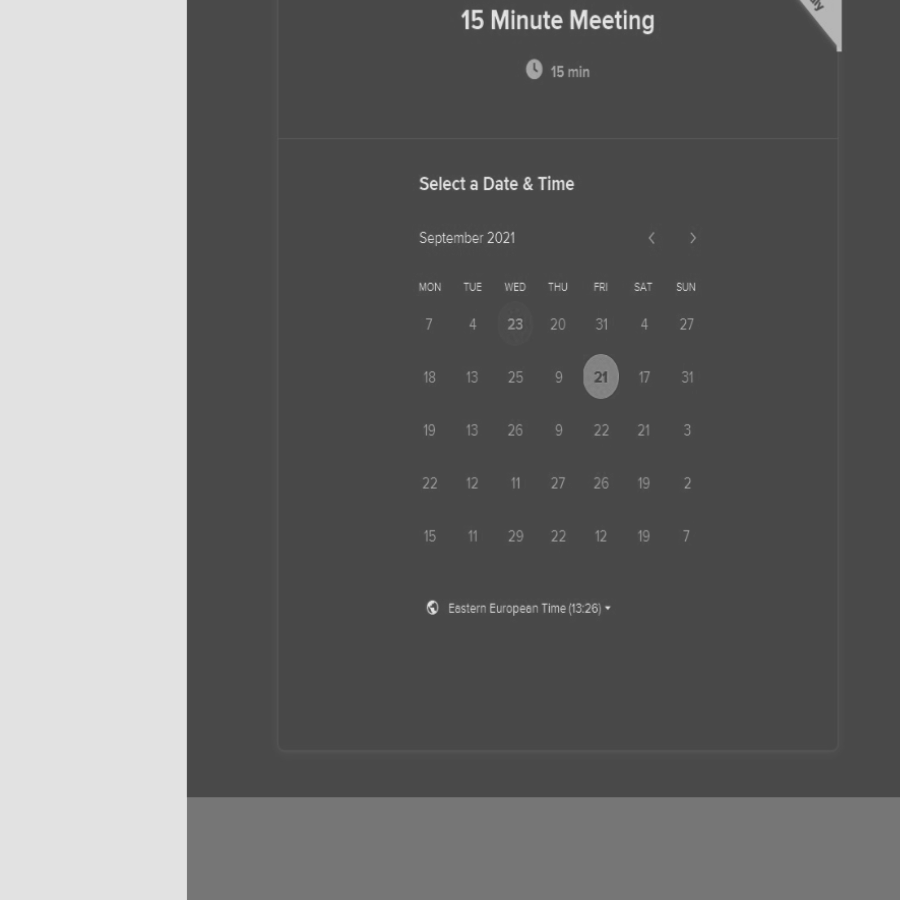 15 Minute Meeting
15 min
Select a Date & Time
September 2021
MON TUE WED THU FRI SAT SUN
7 4 23 20 31 4 27
18 13 25 9 21 17 31
19 13 26 9 22 21 3
22 12 11 27 26 19 2
15 11 29 22 12 19 7
Eastern European Time (13:26)